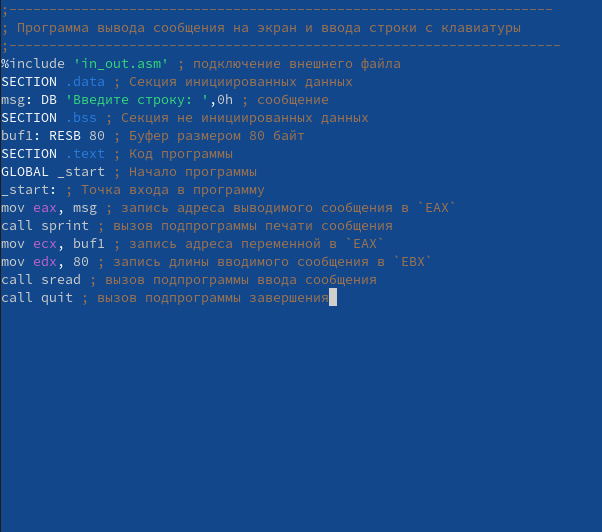 ;--------------------------------------------------------------------
; Программа вывода сообщения на экран и ввода строки с клавиатуры
;---------------------------------------------------------------------
%include 'in_out.asm' ; подключение внешнего файла
SECTION .data ; Секция инициированных данных
msg: DB 'Введите строку: ',0h ; сообщение
SECTION .bss ; Секция не инициированных данных
buf1: RESB 80 ; Буфер размером 80 байт
SECTION .text ; Код программы
GLOBAL _start ; Начало программы
_start: ; Точка входа в программу
mov eax, msg ; запись адреса выводимого сообщения в `EAX`
call sprint ; вызов подпрограммы печати сообщения
mov ecx, buf1 ; запись адреса переменной в `EAX`
mov edx, 80 ; запись длины вводимого сообщения в `EBX`
call sread ; вызов подпрограммы ввода сообщения
call quit ; вызов подпрограммы завершения